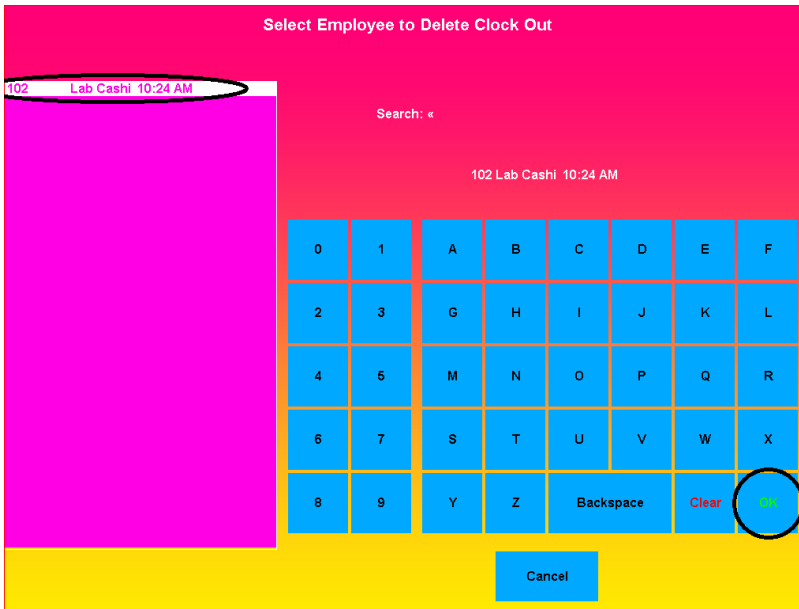 Select Employee to Delete Clock Out
102 Lab Cashi 10:24 AM
Search: «
102 Lab Cashi 10:24 AM
0 1 A B C D E F
2 3 G H I J K L
4 5 M N O P Q R
6 7 S T U V W X
8 9 Y Z Backspace Clear OK
Cancel